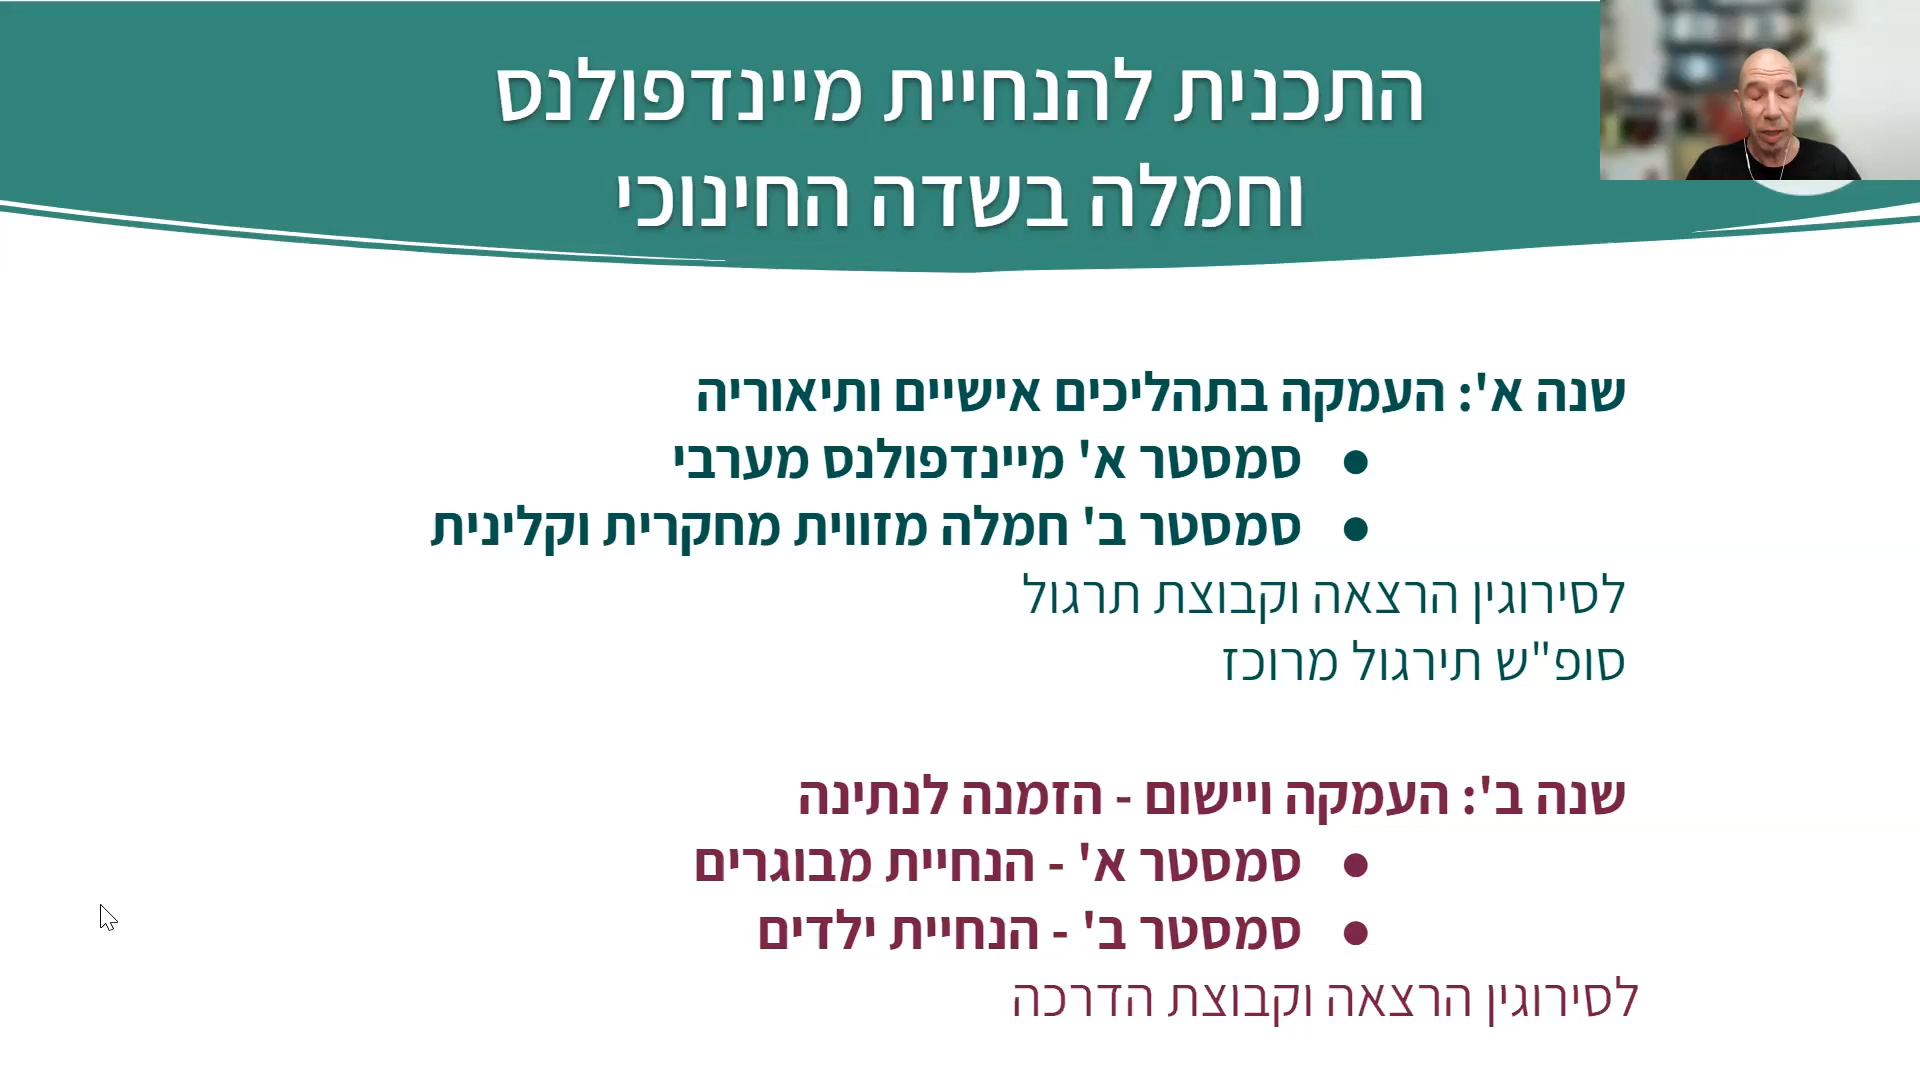 התכנית להנחיית מיינדפולנס
וחמלה בשדה החינוכי
שנה א': העמקה בתהליכים אישיים ותיאוריה
● סמסטר א' מיינדפולנס מערבי
● סמסטר ב' חמלה מזווית מחקרית וקלינית
לסירוגין הרצאה וקבוצת תרגול
סופ"ש תירגול מרוכז
שנה ב': העמקה ויישום - הזמנה לנתינה
● סמסטר א' - הנחיית מבוגרים
● סמסטר ב' - הנחיית ילדים
לסירוגין הרצאה וקבוצת הדרכה